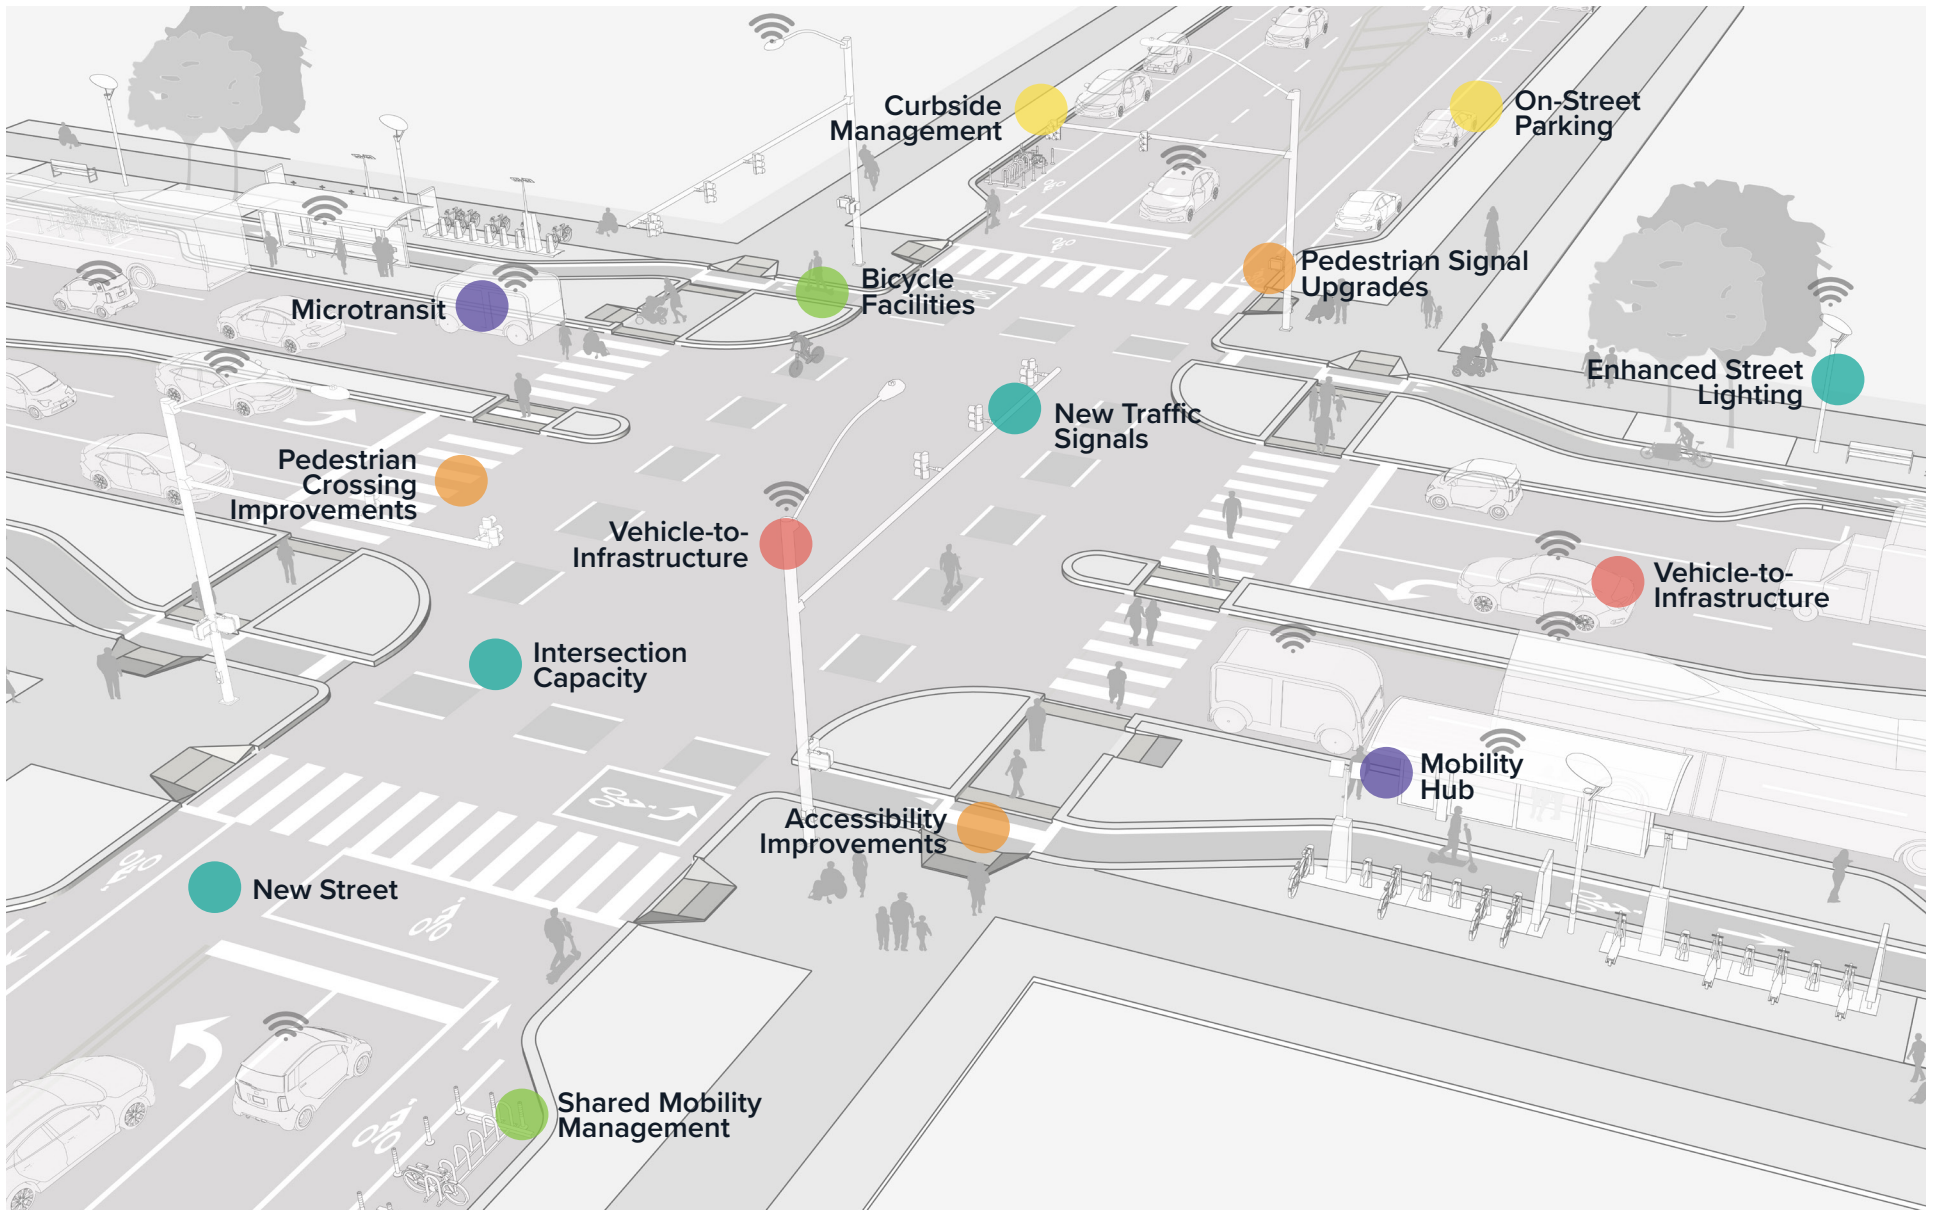 Curbside
Management
On-Street
Parking
Pedestrian Signal
Upgrades
Bicycle
Facilities
Microtransit
Enhanced Street
Lighting
New Traffic
Signals
Pedestrian
Crossing
Improvements
Vehicle-to-
Infrastructure
Vehicle-to-
Infrastructure
Intersection
Capacity
Mobility
Hub
Accessibility
Improvements
New Street
Shared Mobility
Management